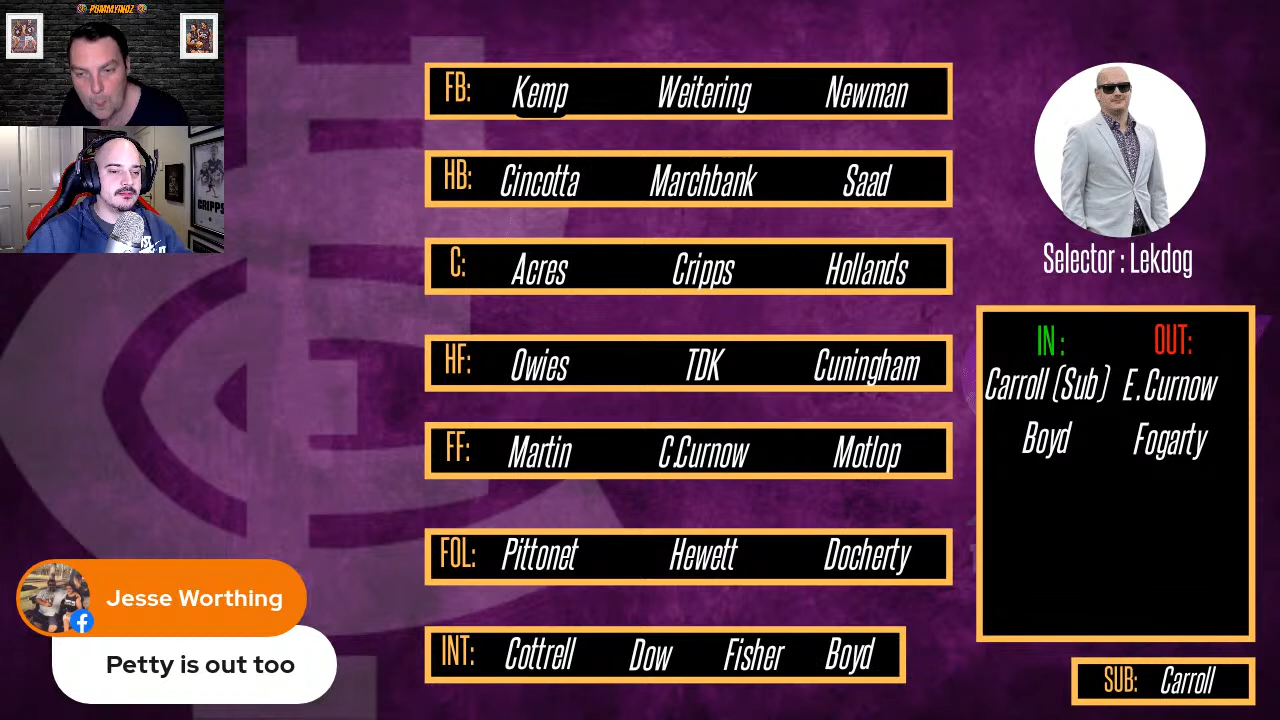 PUMMYINOZ
CRIPPS
FB: Kemp Weitering Newman
HB: Cincotta Marchbank Saad
C: Acres Cripps Hollands
HF: Owies TDK Cuningham
FF: Martin C.Curnow Motlop
FOL: Pittonet Hewett Docherty
INT: Cottrell Dow Fisher Boyd
Selector : Lekdog
IN : OUT:
Carroll (Sub) E.Curnow
Boyd Fogarty
SUB: Carroll
Jesse Worthing
Petty is out too